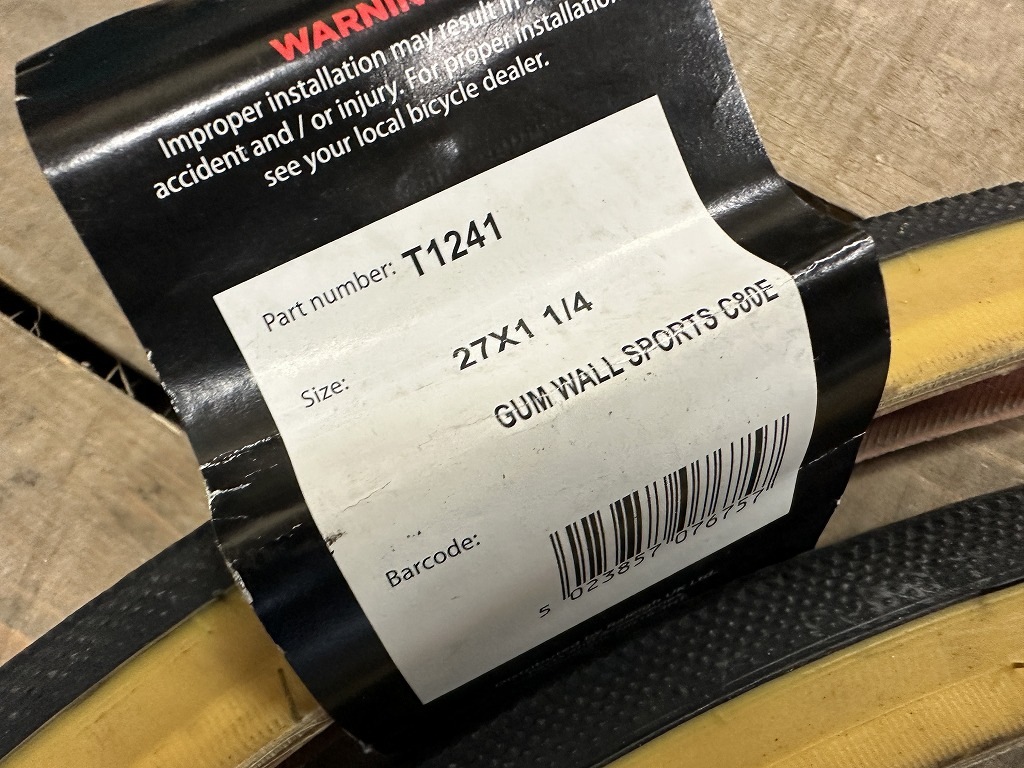 WARNIN
Improper installation may result in s
accident and / or injury. For proper installation
see your local bicycle dealer.
Part number: T1241
Size: 27X1 1/4
GUM WALL SPORTS C80E
Barcode:
5 023857 076757